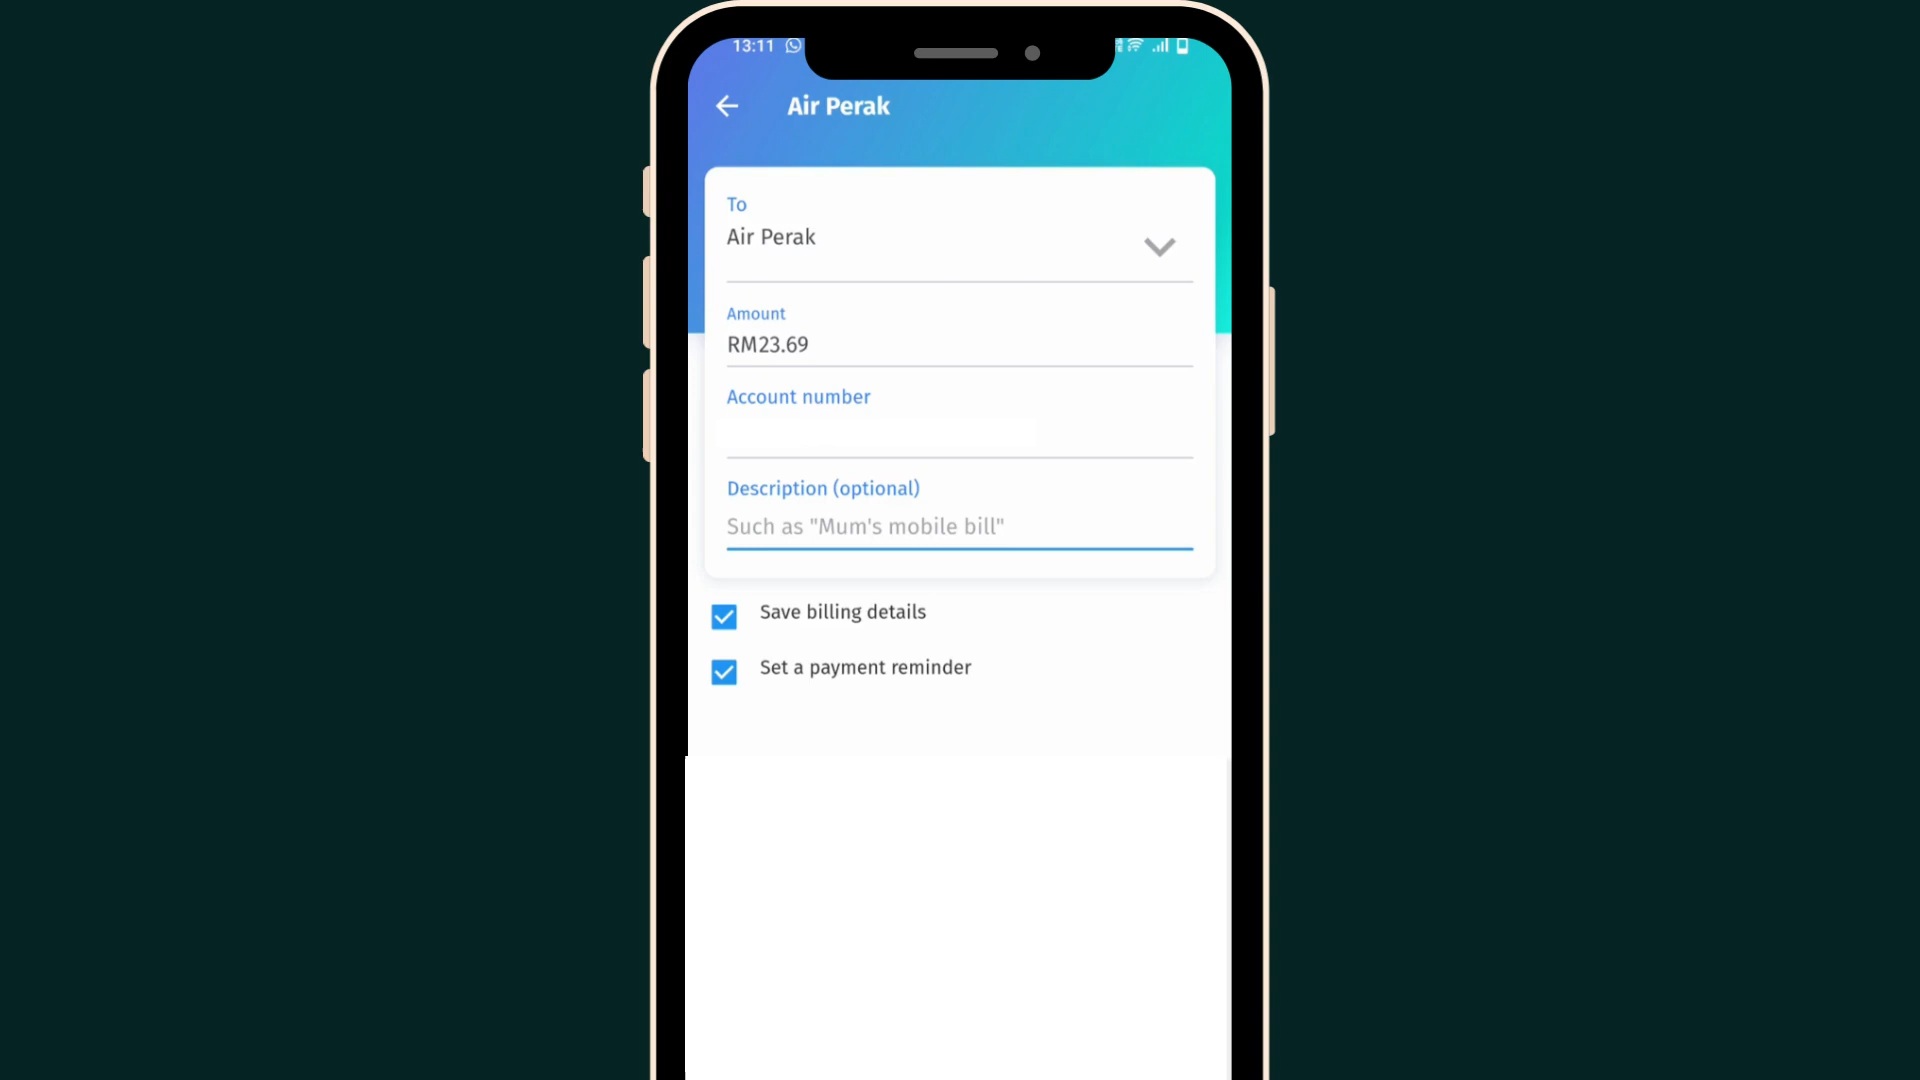 13:11
Air Perak
To
Air Perak
Amount
RM23.69
Account number
Description (optional)
Such as "Mum's mobile bill"
Save billing details
Set a payment reminder